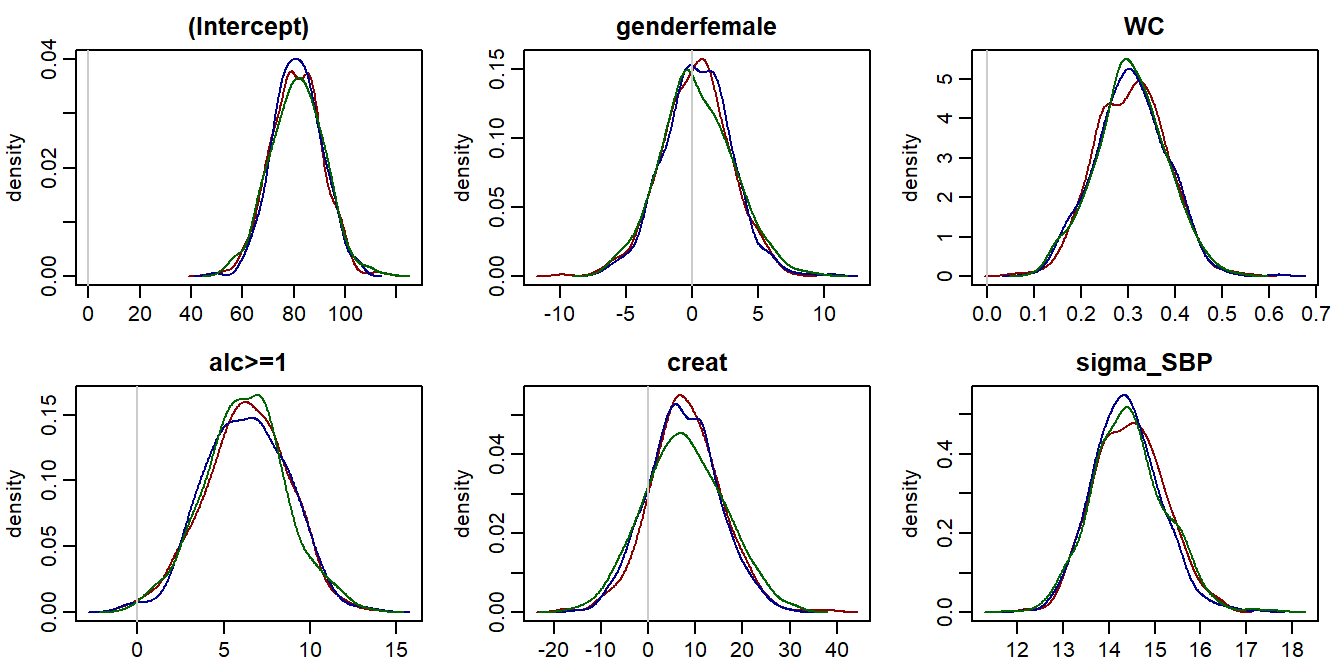 (Intercept)
density
0.00
0.02
0.04
0 20 40 60 80 100
genderfemale
density
0.00
0.05
0.10
0.15
-10 -5 0 5 10
WC
density
0
1
2
3
4
5
0.0 0.1 0.2 0.3 0.4 0.5 0.6 0.7
alc>=1
density
0.00
0.05
0.10
0.15
0 5 10 15
creat
density
0.00
0.02
0.04
-20 -10 0 10 20 30 40
sigma_SBP
density
0.0
0.2
0.4
12 13 14 15 16 17 18